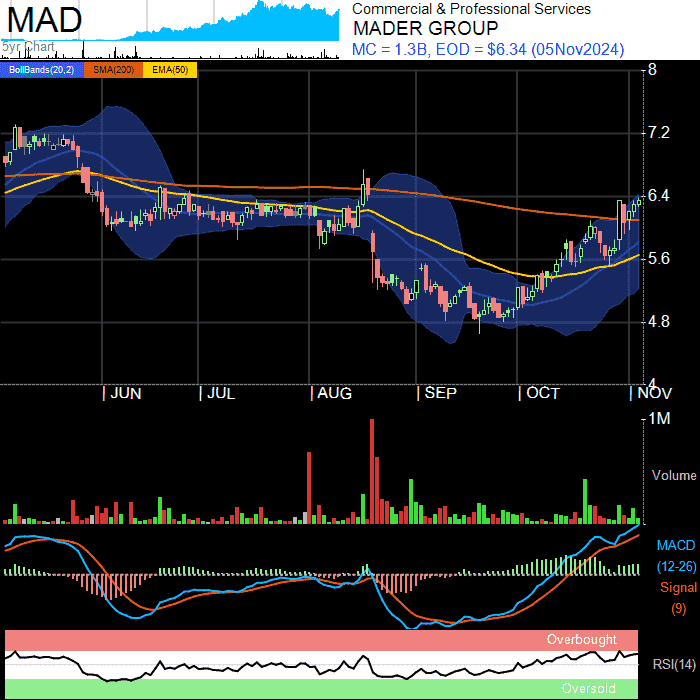 MAD
5yr Chart
Commercial & Professional Services
MADER GROUP
MC = 1.3B, EOD = $6.34 (05Nov2024)
BollBands(20,2) SMA(200) EMA(50)
8
7.2
6.4
5.6
4.8
4
| JUN | JUL | AUG | SEP | OCT | NOV
1M
Volume
MACD
(12-26)
Signal
(9)
Overbought
RSI(14)
Oversold